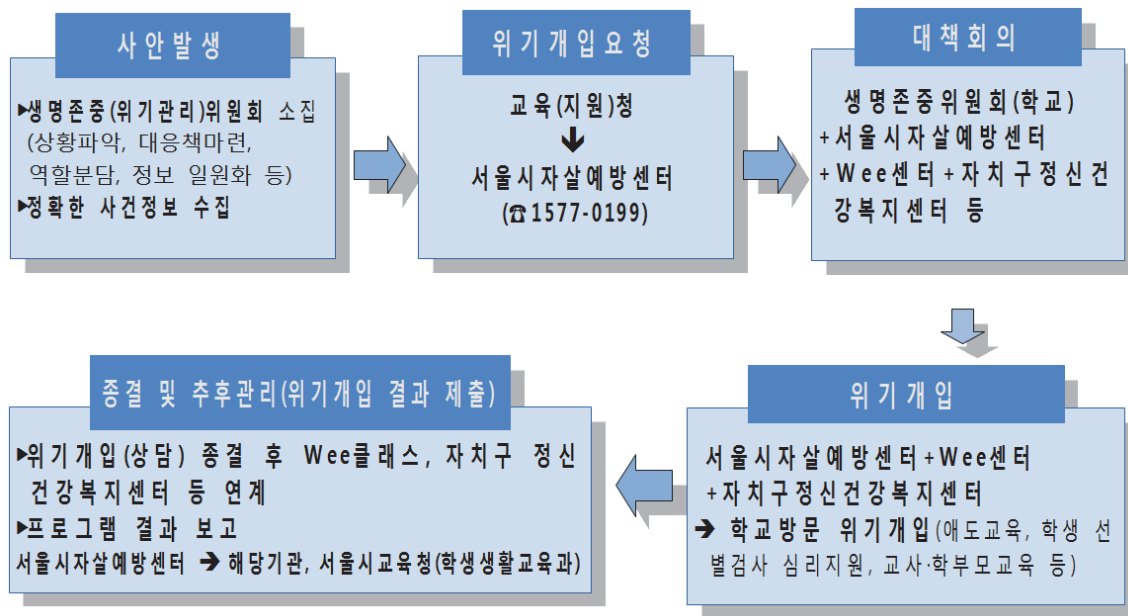 사안발생
▶생명존중(위기관리)위원회 소집
(상황파악, 대응책마련,
역할분담, 정보 일원화 등)
▶정확한 사건정보 수집
위기개입요청
교육(지원)청
↓
서울시자살예방센터
(☎1577-0199)
대책회의
생명존중위원회(학교)
+서울시자살예방센터
+Wee센터+자치구정신건
강복지센터 등
위기개입
서울시자살예방센터+Wee센터
+자치구정신건강복지센터
➔ 학교방문 위기개입(애도교육, 학생 선
별검사 심리지원, 교사·학부모교육 등)
종결 및 추후관리(위기개입 결과 제출)
▶위기개입(상담) 종결 후 Wee클래스, 자치구 정신
건강복지센터 등 연계
▶프로그램 결과 보고
서울시자살예방센터 ➔ 해당기관, 서울시교육청(학생생활교육과)